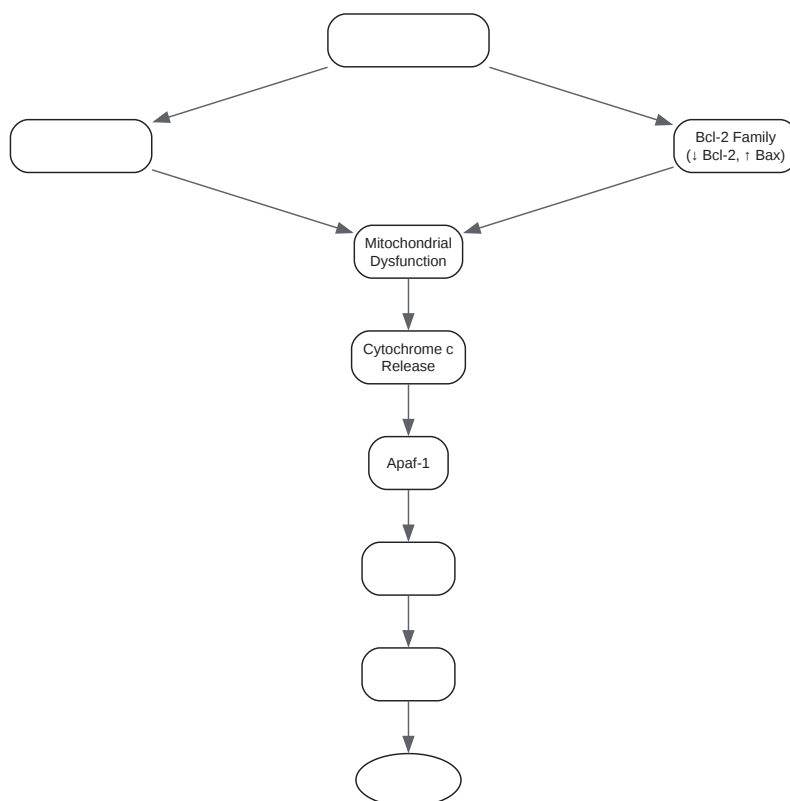 Bcl-2 Family
(↓ Bcl-2, ↑ Bax)
Mitochondrial
Dysfunction
Cytochrome c
Release
Apaf-1